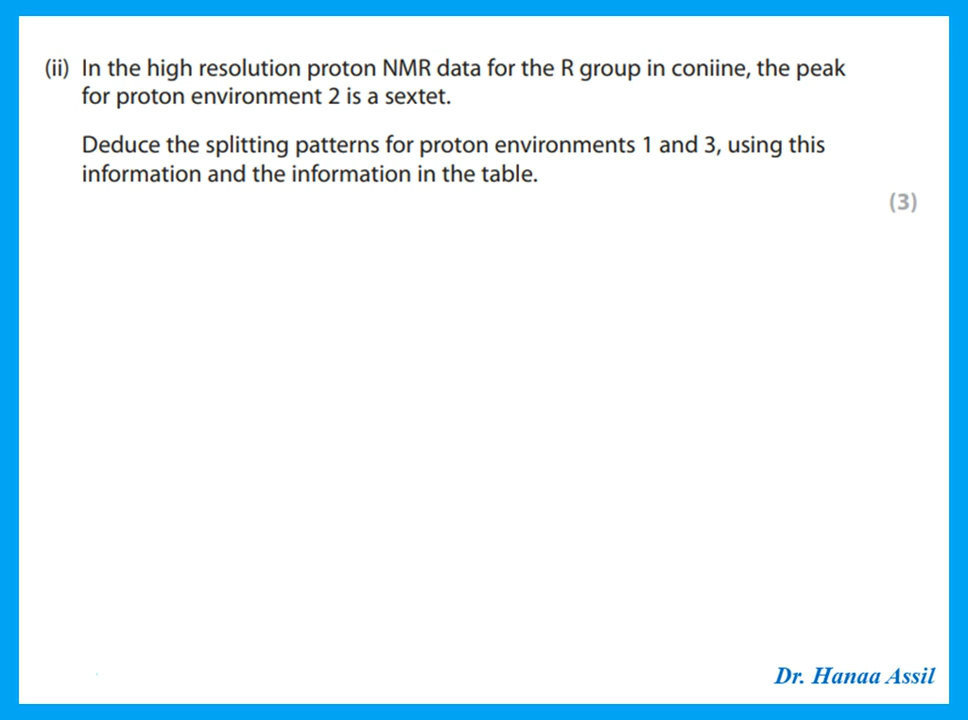 (ii) In the high resolution proton NMR data for the R group in coniine, the peak
for proton environment 2 is a sextet.
Deduce the splitting patterns for proton environments 1 and 3, using this
information and the information in the table.
(3)
Dr. Hanaa Assil